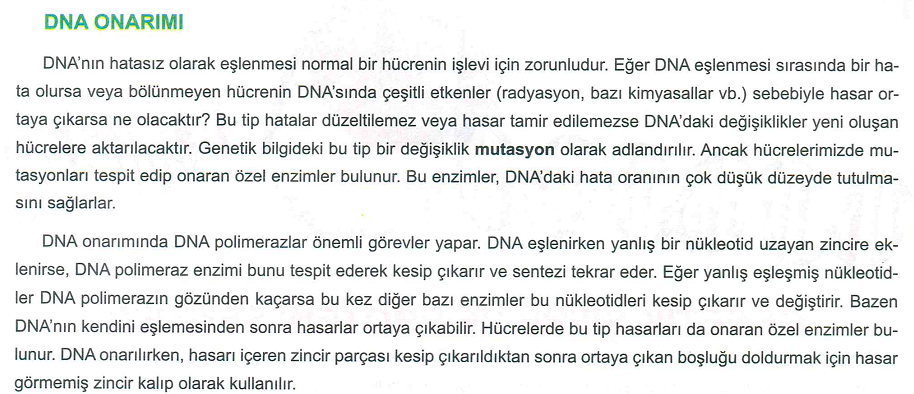 DNA ONARIMI
DNA'nın hatasız olarak eşlenmesi normal bir hücrenin işlevi için zorunludur. Eğer DNA eşlenmesi sırasında bir ha-
ta olursa veya bölünmeyen hücrenin DNA'sında çeşitli etkenler (radyasyon, bazı kimyasallar vb.) sebebiyle hasar or-
taya çıkarsa ne olacaktır? Bu tip hatalar düzeltilemez veya hasar tamir edilemezse DNA'daki değişiklikler yeni oluşan
hücrelere aktarılacaktır. Genetik bilgideki bu tip bir değişiklik mutasyon olarak adlandırılır. Ancak hücrelerimizde mu-
tasyonları tespit edip onaran özel enzimler bulunur. Bu enzimler, DNA'daki hata oranının çok düşük düzeyde tutulma-
sını sağlarlar.
DNA onarımında DNA polimerazlar önemli görevler yapar. DNA eşlenirken yanlış bir nükleotid uzayan zincire ek-
lenirse, DNA polimeraz enzimi bunu tespit ederek kesip çıkarır ve sentezi tekrar eder. Eğer yanlış eşleşmiş nükleotid-
ler DNA polimerazın gözünden kaçarsa bu kez diğer bazı enzimler bu nükleotidleri kesip çıkarır ve değiştirir. Bazen
DNA'nın kendini eşlemesinden sonra hasarlar ortaya çıkabilir. Hücrelerde bu tip hasarları da onaran özel enzimler bu-
lunur. DNA onarılırken, hasarı içeren zincir parçası kesip çıkarıldıktan sonra ortaya çıkan boşluğu doldurmak için hasar
görmemiş zincir kalıp olarak kullanılır.